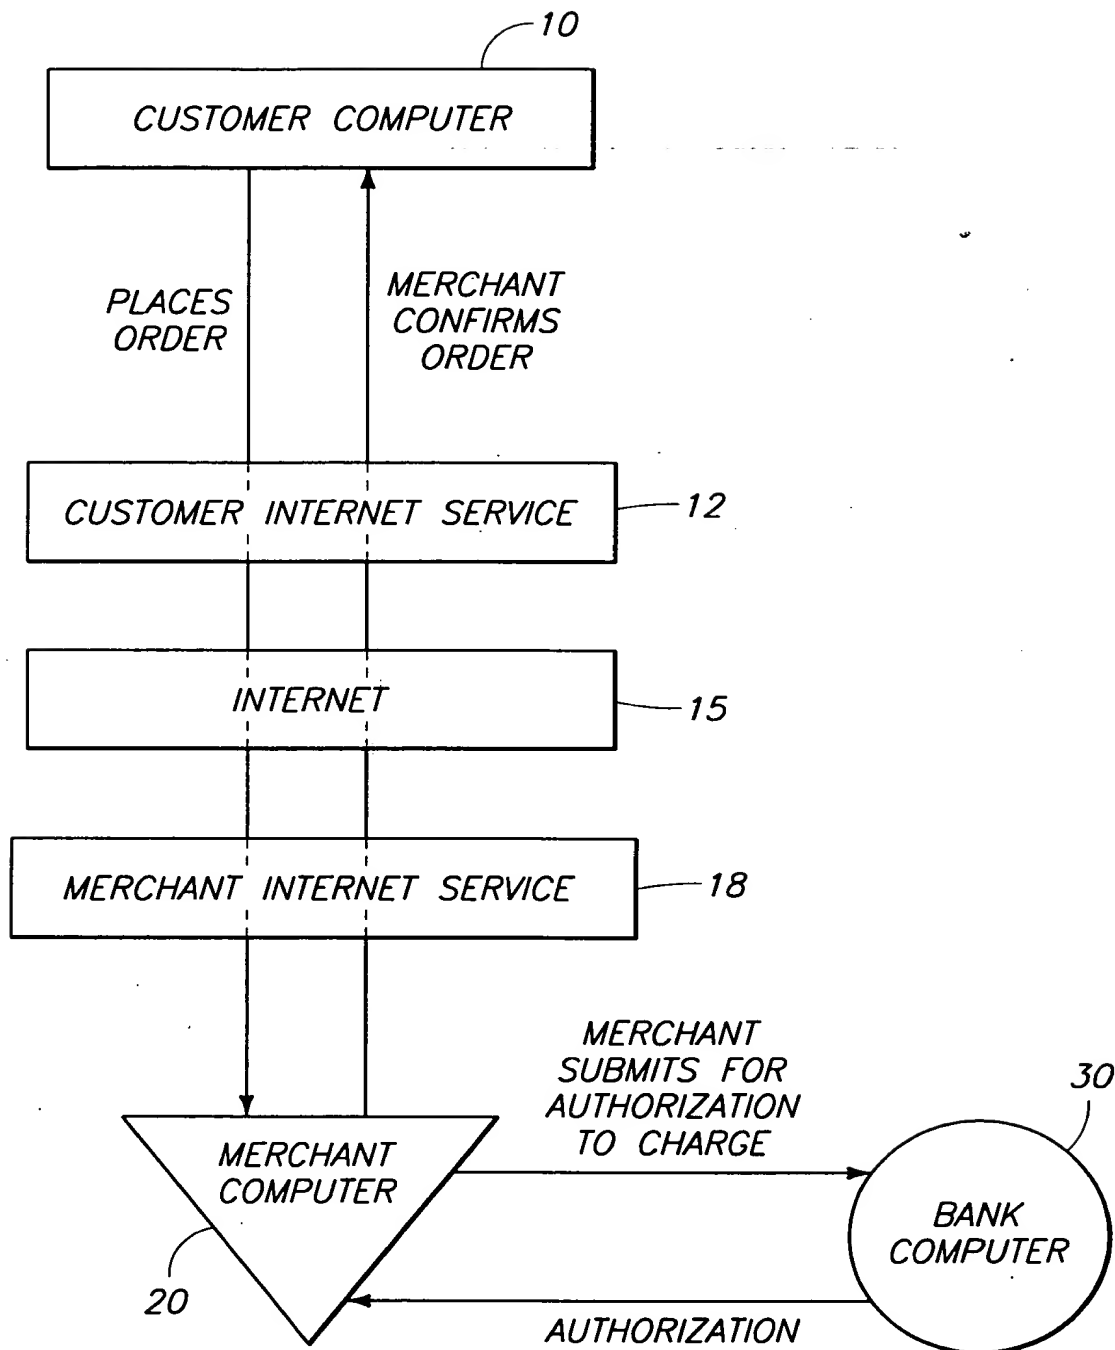 10
CUSTOMER COMPUTER
PLACES
ORDER
MERCHANT
CONFIRMS
ORDER
CUSTOMER INTERNET SERVICE
12
INTERNET
15
MERCHANT INTERNET SERVICE
18
MERCHANT
SUBMITS FOR
AUTHORIZATION
TO CHARGE
30
MERCHANT
COMPUTER
BANK
COMPUTER
20
AUTHORIZATION